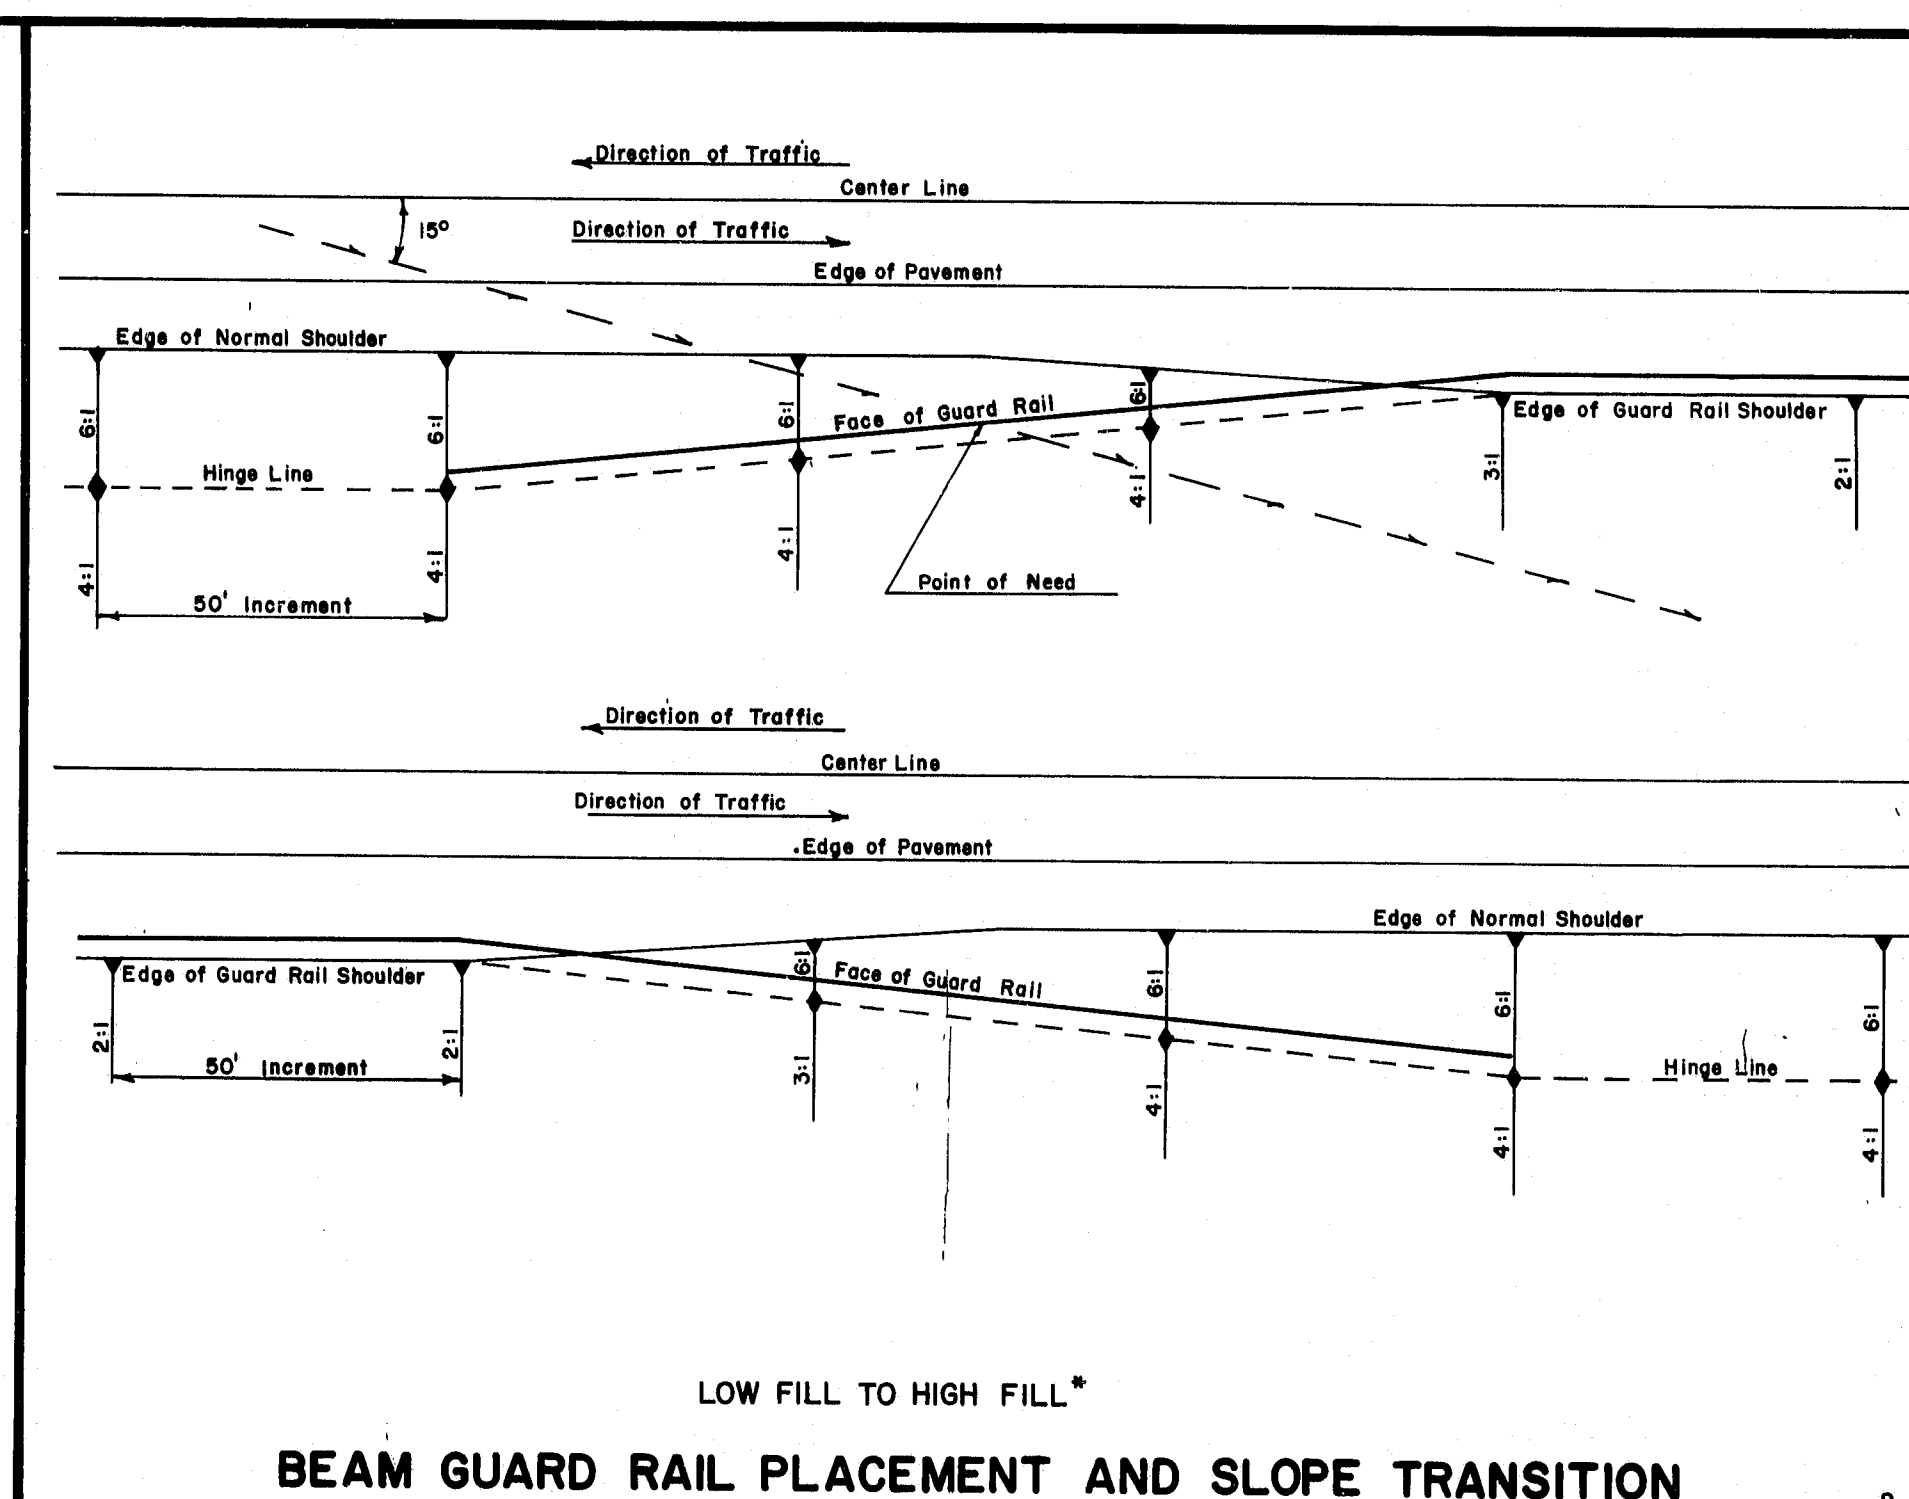 Direction of Traffic
Center Line
15°
Direction of Traffic
Edge of Pavement
Edge of Normal Shoulder
6:1
6:1
6:1
6:1
Face of Guard Rail
Edge of Guard Rail Shoulder
Hinge Line
4:1
4:1
4:1
4:1
3:1
2:1
50' Increment
Point of Need
Direction of Traffic
Center Line
Direction of Traffic
Edge of Pavement
Edge of Normal Shoulder
Edge of Guard Rail Shoulder
6:1
Face of Guard Rail
6:1
6:1
6:1
2:1
2:1
50' Increment
3:1
4:1
4:1
4:1
Hinge Line
LOW FILL TO HIGH FILL*
BEAM GUARD RAIL PLACEMENT AND SLOPE TRANSITION